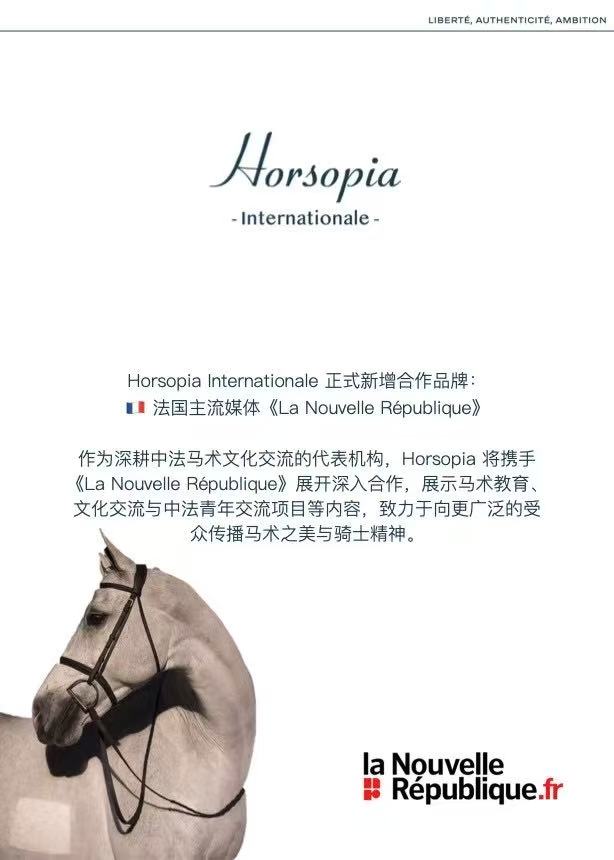 LIBERTÉ, AUTHENTICITÉ, AMBITION
Horsopia
- Internationale -
Horsopia Internationale 正式新增合作品牌：
🇫🇷 法国主流媒体《La Nouvelle République》
作为深耕中法马术文化交流的代表机构，Horsopia 将携手
《La Nouvelle République》展开深入合作，展示马术教育、
文化交流与中法青年交流项目等内容，致力于向更广泛的受
众传播马术之美与骑士精神。
la Nouvelle
République.fr